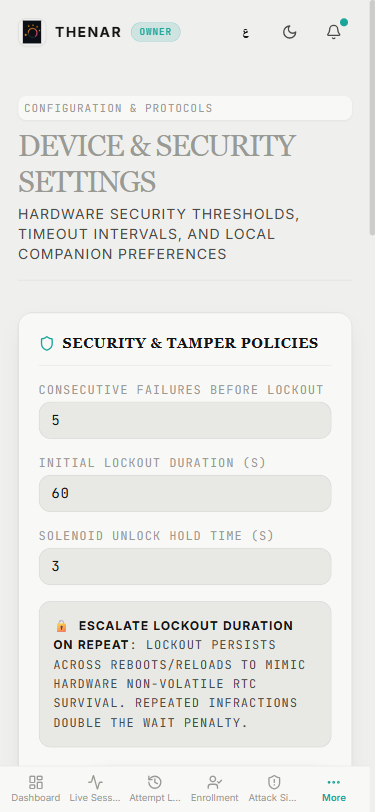 THENAR OWNER ع
CONFIGURATION & PROTOCOLS
DEVICE & SECURITY
SETTINGS
HARDWARE SECURITY THRESHOLDS,
TIMEOUT INTERVALS, AND LOCAL
COMPANION PREFERENCES
SECURITY & TAMPER POLICIES
CONSECUTIVE FAILURES BEFORE LOCKOUT
5
INITIAL LOCKOUT DURATION (S)
60
SOLENOID UNLOCK HOLD TIME (S)
3
🔒 ESCALATE LOCKOUT DURATION
ON REPEAT: LOCKOUT PERSISTS
ACROSS REBOOTS/RELOADS TO MIMIC
HARDWARE NON-VOLATILE RTC
SURVIVAL. REPEATED INFRACTIONS
DOUBLE THE WAIT PENALTY.
Dashboard Live Sess... Attempt L... Enrollment Attack Si... More